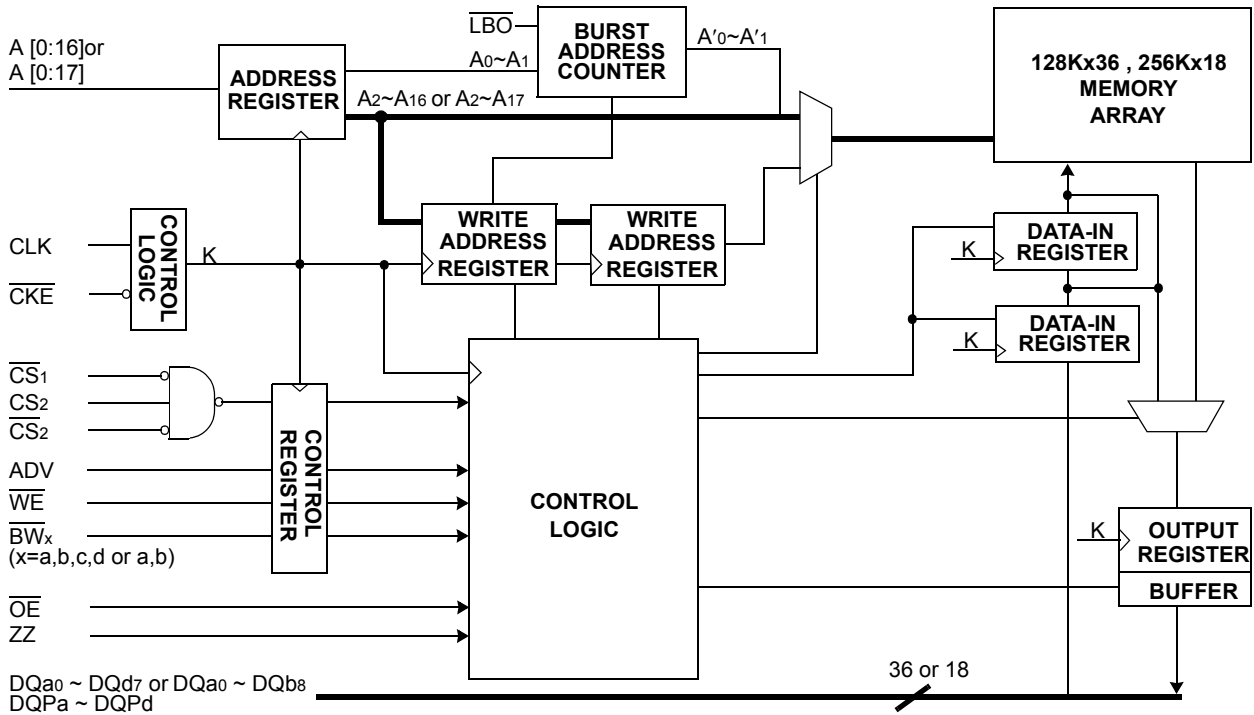 A [0:16]or
A [0:17]
ADDRESS
REGISTER
LBO
BURST
ADDRESS
COUNTER
A0~A1
A′0~A′1
A2~A16 or A2~A17
128Kx36 , 256Kx18
MEMORY
ARRAY
CLK
CKE
CONTROL
LOGIC
K
WRITE
ADDRESS
REGISTER
WRITE
ADDRESS
REGISTER
K
DATA-IN
REGISTER
K
DATA-IN
REGISTER
CS1
CS2
CS2
ADV
WE
BWx
(x=a,b,c,d or a,b)
CONTROL
REGISTER
CONTROL
LOGIC
K
OUTPUT
REGISTER
BUFFER
OE
ZZ
DQa0 ~ DQd7 or DQa0 ~ DQb8
DQPa ~ DQPd
36 or 18